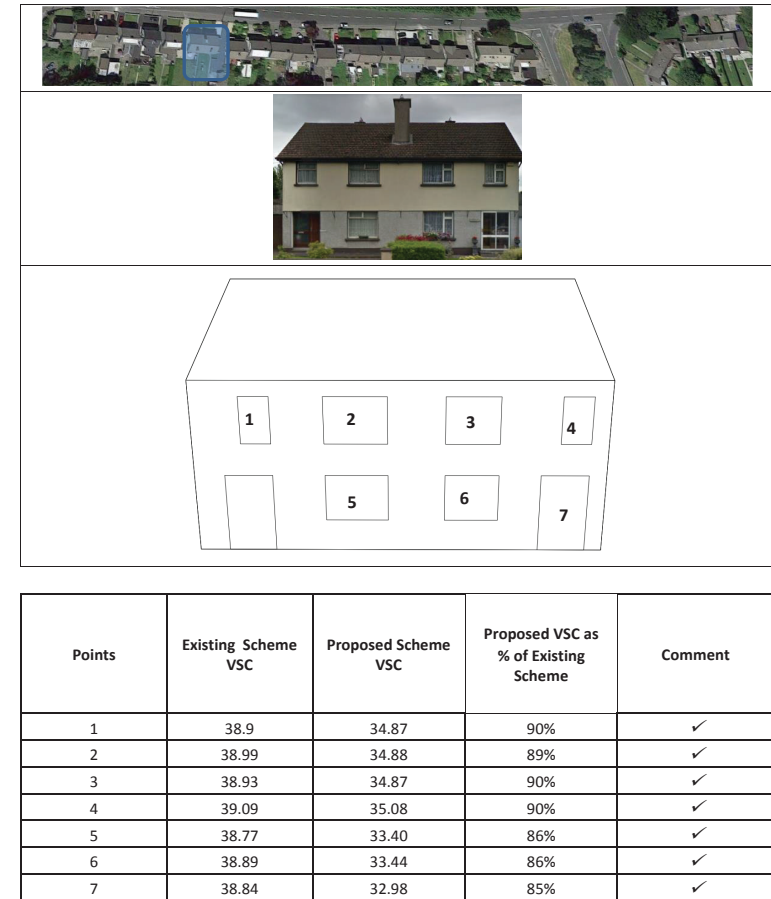 1 2 3 4
5 6 7
Points Existing Scheme VSC Proposed Scheme VSC Proposed VSC as % of Existing Scheme Comment
1 38.9 34.87 90% ✓
2 38.99 34.88 89% ✓
3 38.93 34.87 90% ✓
4 39.09 35.08 90% ✓
5 38.77 33.40 86% ✓
6 38.89 33.44 86% ✓
7 38.84 32.98 85% ✓